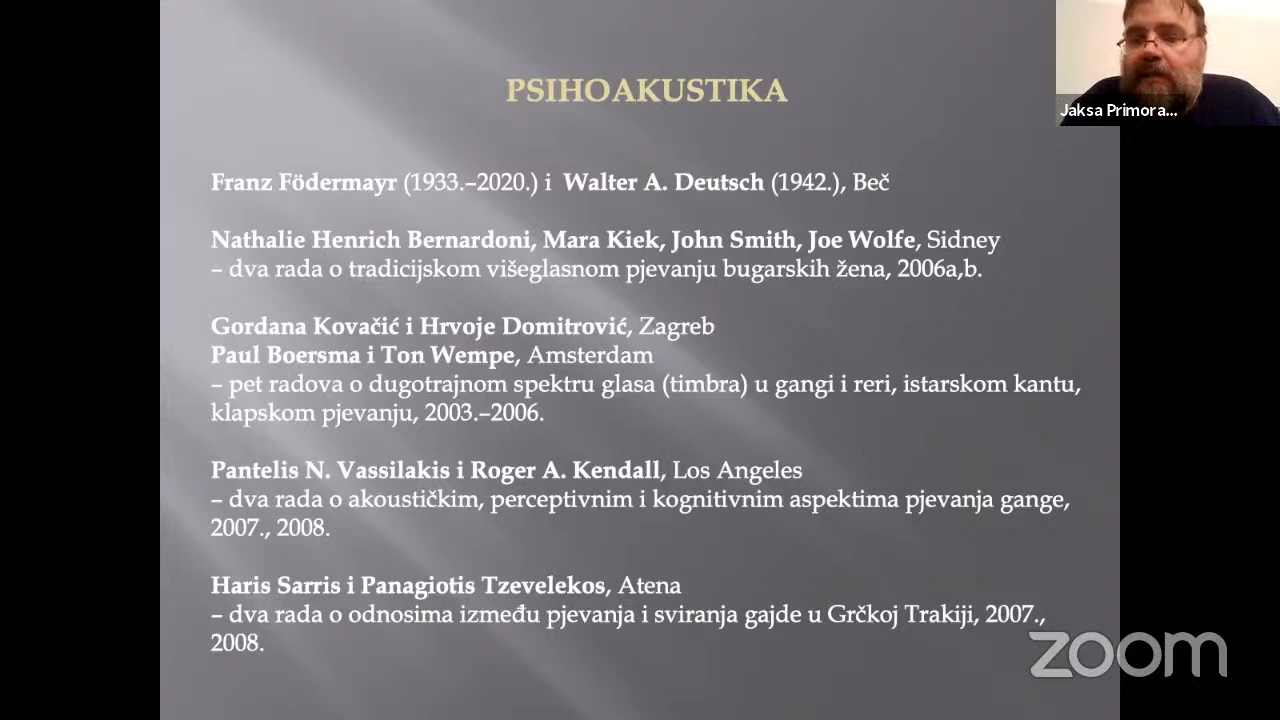 PSIHOAKUSTIKA
Jaksa Primora...
Franz Födermayr (1933.–2020.) i Walter A. Deutsch (1942.), Beč
Nathalie Henrich Bernardoni, Mara Kiek, John Smith, Joe Wolfe, Sidney
– dva rada o tradicijskom višeglasnom pjevanju bugarskih žena, 2006a,b.
Gordana Kovačić i Hrvoje Domitrović, Zagreb
Paul Boersma i Ton Wempe, Amsterdam
– pet radova o dugotrajnom spektru glasa (timbra) u gangi i reri, istarskom kantu,
klapskom pjevanju, 2003.–2006.
Pantelis N. Vassilakis i Roger A. Kendall, Los Angeles
– dva rada o akoustičkim, perceptivnim i kognitivnim aspektima pjevanja gange,
2007., 2008.
Haris Sarris i Panagiotis Tzevelekos, Atena
– dva rada o odnosima između pjevanja i sviranja gajde u Grčkoj Trakiji, 2007.,
2008.
zoom